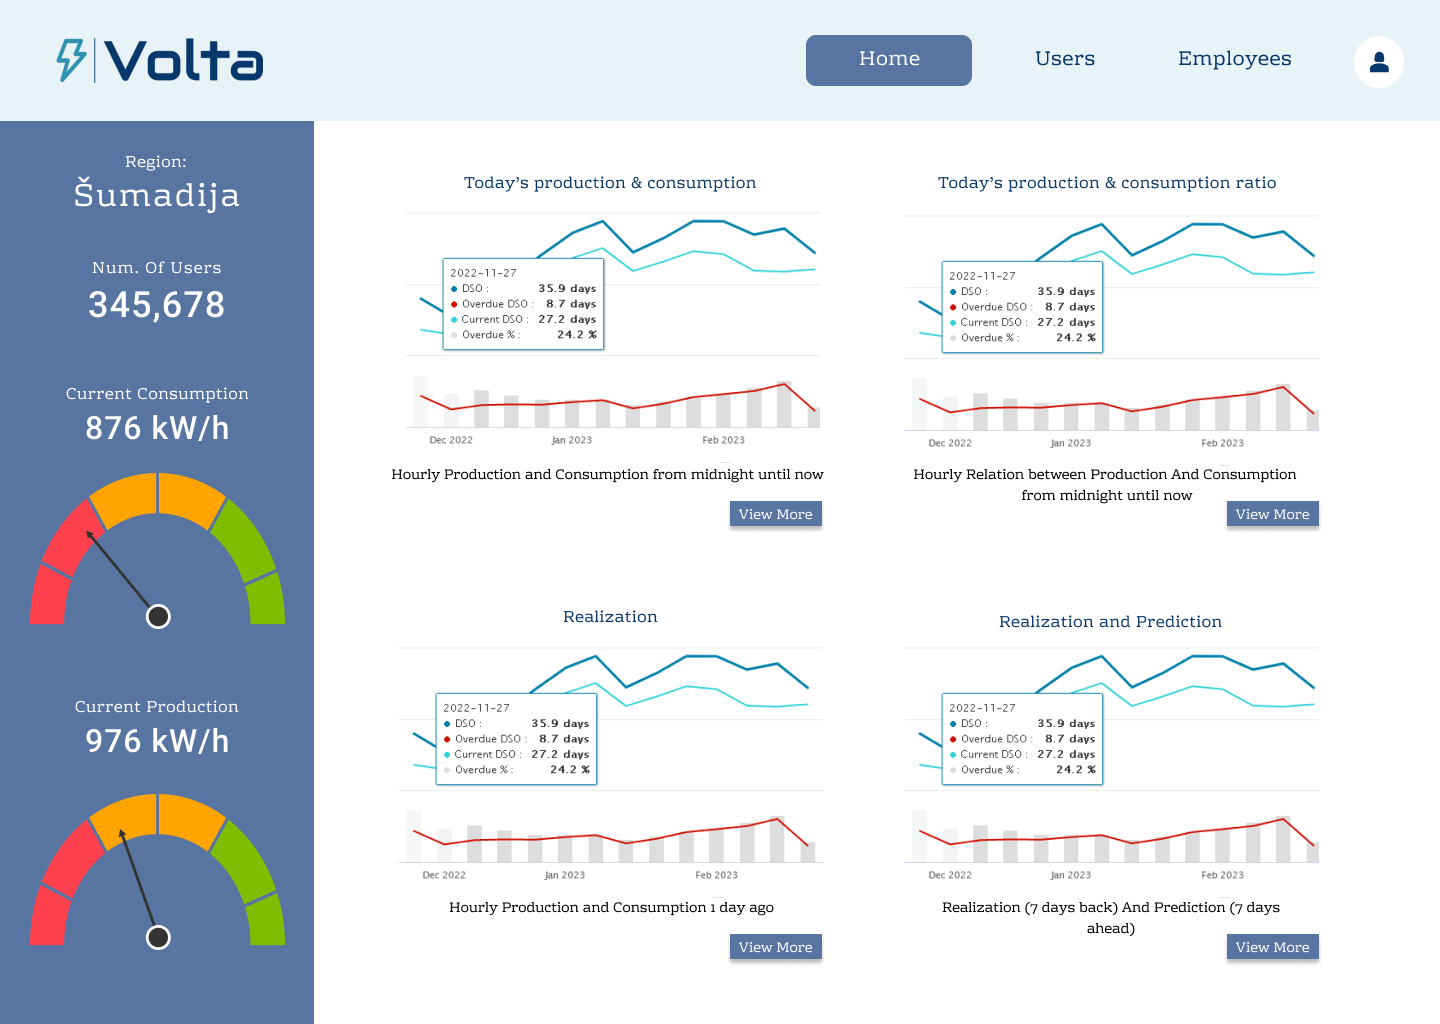 Volta
Home
Users
Employees
Region:
Šumadija
Num. Of Users
345,678
Current Consumption
876 kW/h
Current Production
976 kW/h
Today's production & consumption
2022-11-27
DSO : 35.9 days
Overdue DSO : 8.7 days
Current DSO : 27.2 days
Overdue % : 24.2 %
Dec 2022 Jan 2023 Feb 2023
Hourly Production and Consumption from midnight until now
View More
Today's production & consumption ratio
2022-11-27
DSO : 35.9 days
Overdue DSO : 8.7 days
Current DSO : 27.2 days
Overdue % : 24.2 %
Dec 2022 Jan 2023 Feb 2023
Hourly Relation between Production And Consumption
from midnight until now
View More
Realization
2022-11-27
DSO : 35.9 days
Overdue DSO : 8.7 days
Current DSO : 27.2 days
Overdue % : 24.2 %
Dec 2022 Jan 2023 Feb 2023
Hourly Production and Consumption 1 day ago
View More
Realization and Prediction
2022-11-27
DSO : 35.9 days
Overdue DSO : 8.7 days
Current DSO : 27.2 days
Overdue % : 24.2 %
Dec 2022 Jan 2023 Feb 2023
Realization (7 days back) And Prediction (7 days
ahead)
View More